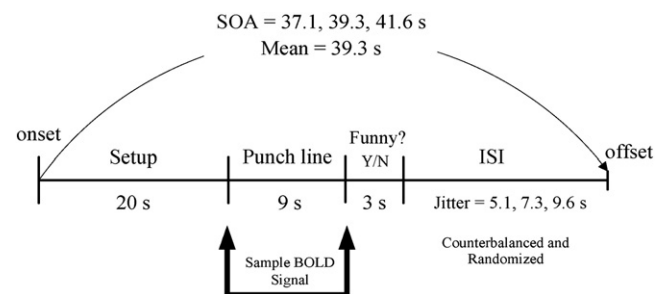 SOA = 37.1, 39.3, 41.6 s
Mean = 39.3 s
onset
Setup
Punch line
Funny?
Y/N
ISI
offset
20 s
9 s
3 s
Jitter = 5.1, 7.3, 9.6 s
Sample BOLD
Signal
Counterbalanced and
Randomized